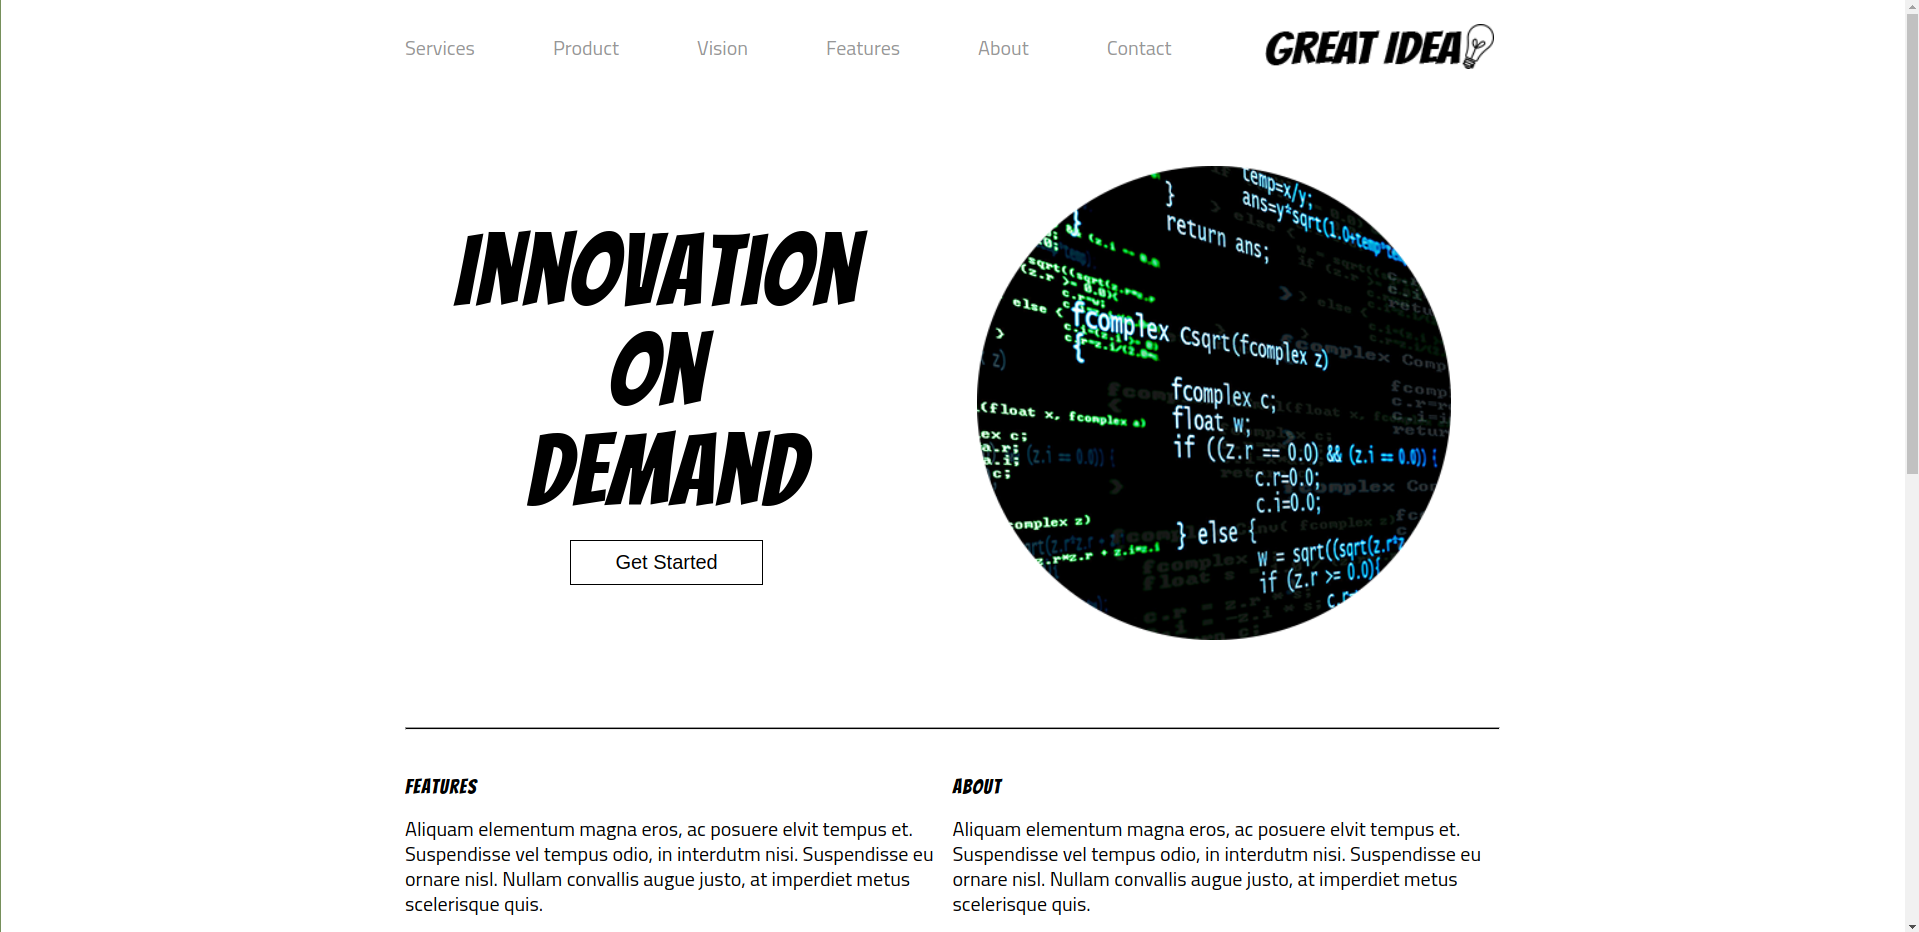 Services Product Vision Features About Contact GREAT IDEA
INNOVATION
ON
DEMAND
Get Started
temp=x/y;
ans=y*sqrt(1.0+temp*te
}
return ans;
else <
fcomplex Csqrt(fcomplex z)
{
fcomplex c;
float w;
if ((z.r == 0.0) && (z.i == 0.0)) {
c.r=0.0;
c.i=0.0;
} else {
w = sqrt((sqrt(z.r*z
if (z.r >= 0.0){
(float x, fcomplex a)
ex c;
a.r;
a.i;
c;
complex z)
z.r*z.r + z.i*z.i
FEATURES
Aliquam elementum magna eros, ac posuere elvit tempus et.
Suspendisse vel tempus odio, in interdutm nisi. Suspendisse eu
ornare nisl. Nullam convallis augue justo, at imperdiet metus
scelerisque quis.
ABOUT
Aliquam elementum magna eros, ac posuere elvit tempus et.
Suspendisse vel tempus odio, in interdutm nisi. Suspendisse eu
ornare nisl. Nullam convallis augue justo, at imperdiet metus
scelerisque quis.